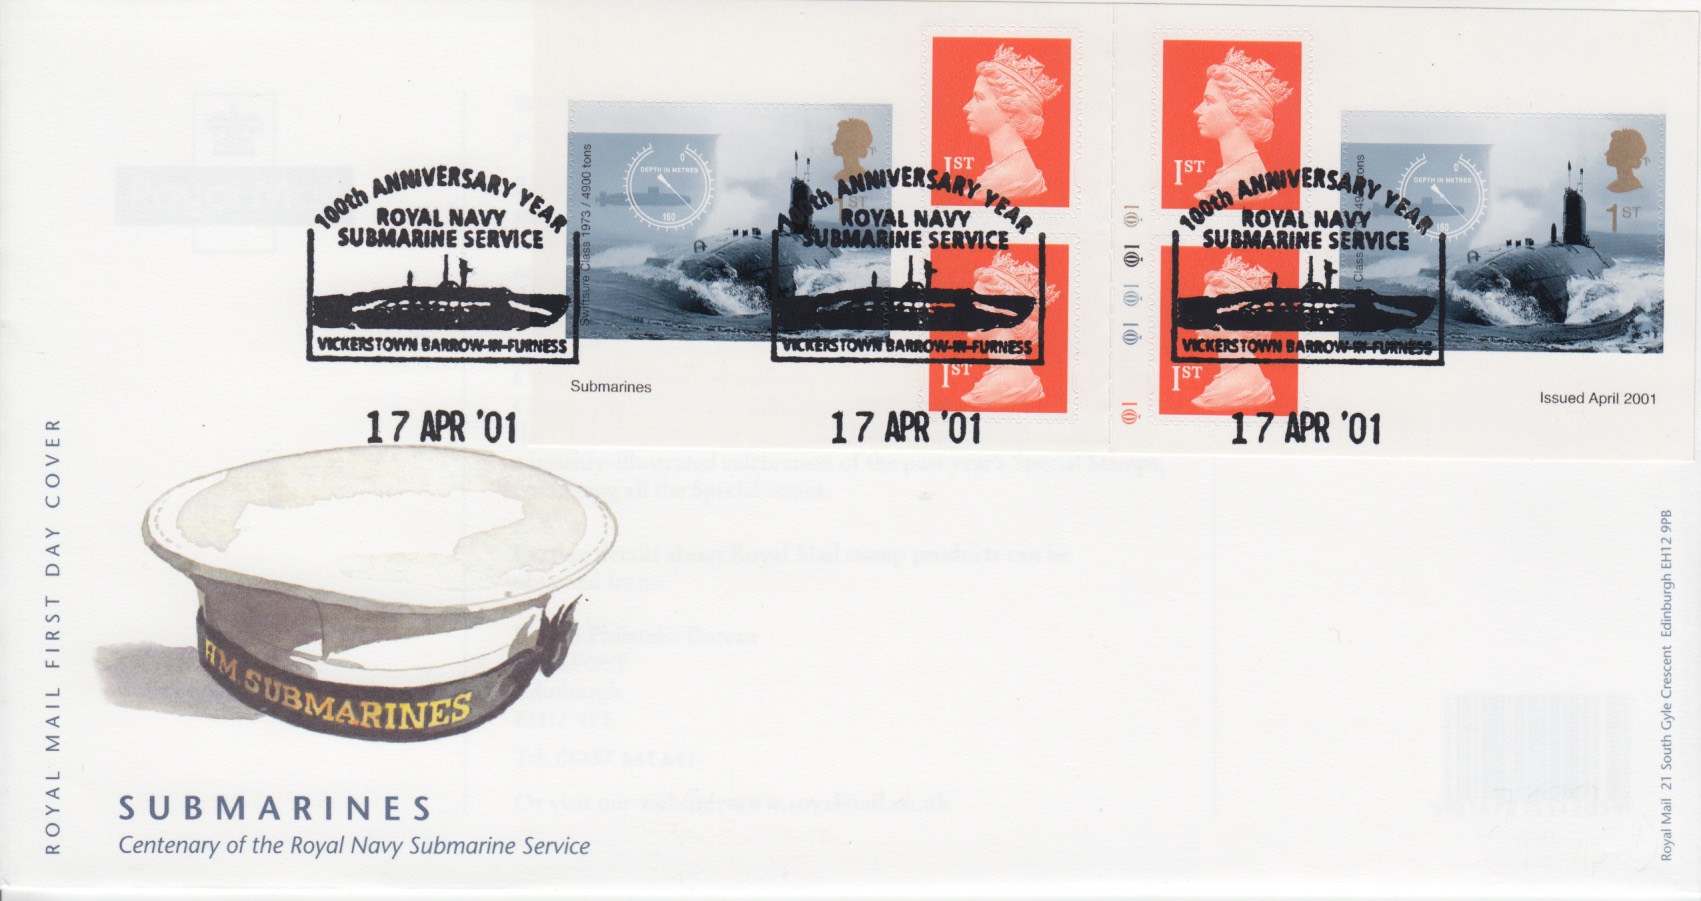 Swiftsure Class 1973 / 4900 tons
0
DEPTH IN METRES
160
1ST
1ST
1ST
DEPTH IN METRES
160
1ST
100th ANNIVERSARY YEAR
ROYAL NAVY
SUBMARINE SERVICE
VICKERSTOWN BARROW-IN-FURNESS
17 APR '01
100th ANNIVERSARY YEAR
ROYAL NAVY
SUBMARINE SERVICE
VICKERSTOWN BARROW-IN-FURNESS
17 APR '01
100th ANNIVERSARY YEAR
ROYAL NAVY
SUBMARINE SERVICE
VICKERSTOWN BARROW-IN-FURNESS
17 APR '01
1ST
1ST
Submarines
Issued April 2001
ROYAL MAIL FIRST DAY COVER
HM SUBMARINES
SUBMARINES
Centenary of the Royal Navy Submarine Service
Royal Mail 21 South Gyle Crescent Edinburgh EH12 9PB